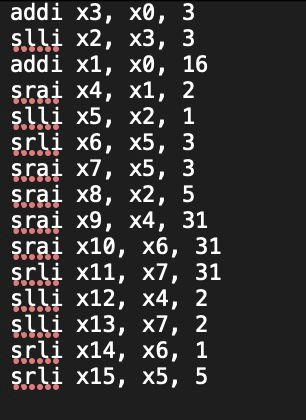 addi x3, x0, 3
slli x2, x3, 3
addi x1, x0, 16
srai x4, x1, 2
slli x5, x2, 1
srli x6, x5, 3
srai x7, x5, 3
srai x8, x2, 5
srai x9, x4, 31
srai x10, x6, 31
srli x11, x7, 31
slli x12, x4, 2
slli x13, x7, 2
srli x14, x6, 1
srli x15, x5, 5